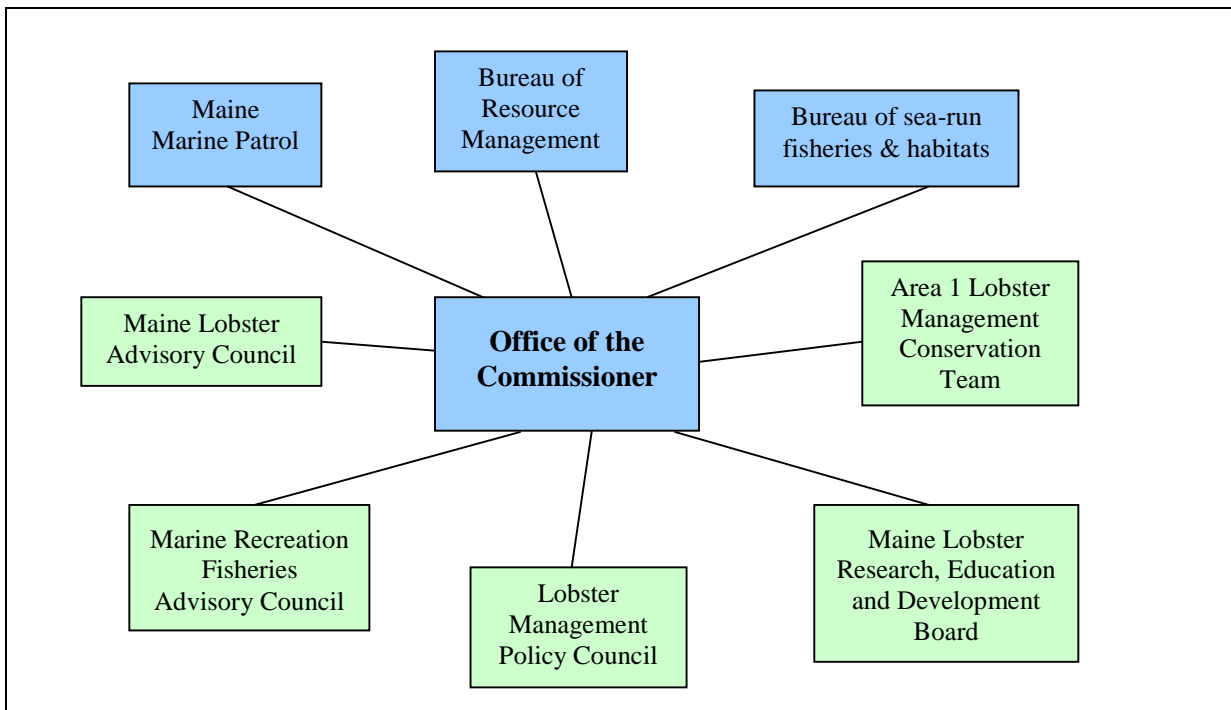 Maine
Marine Patrol
Bureau of
Resource
Management
Bureau of sea-run
fisheries & habitats
Maine Lobster
Advisory Council
Office of the
Commissioner
Area 1 Lobster
Management
Conservation
Team
Marine Recreation
Fisheries
Advisory Council
Lobster
Management
Policy Council
Maine Lobster
Research, Education
and Development
Board